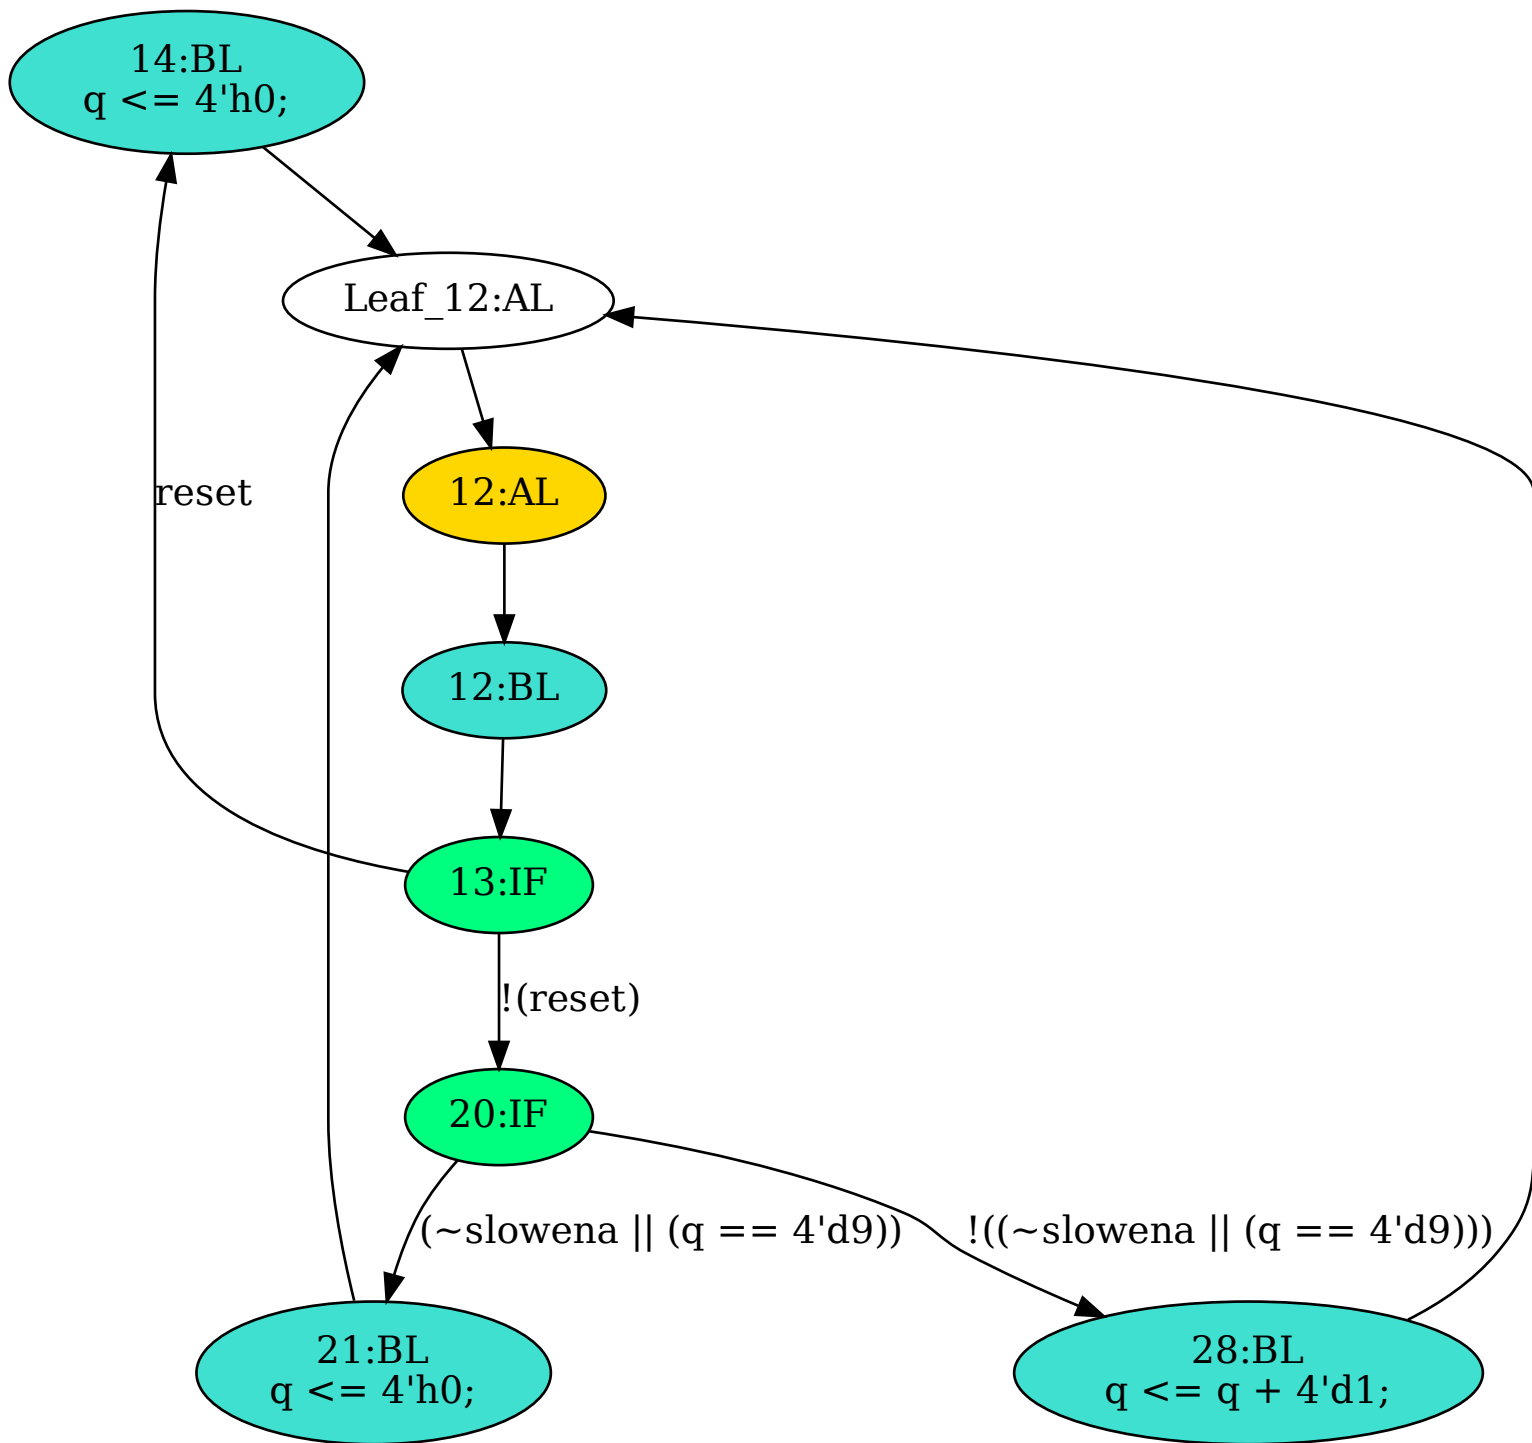 14:BL
q <= 4'h0;
Leaf_12:AL
reset
12:AL
12:BL
13:IF
!(reset)
20:IF
(~slowena || (q == 4'd9))
!((~slowena || (q == 4'd9)))
21:BL
q <= 4'h0;
28:BL
q <= q + 4'd1;